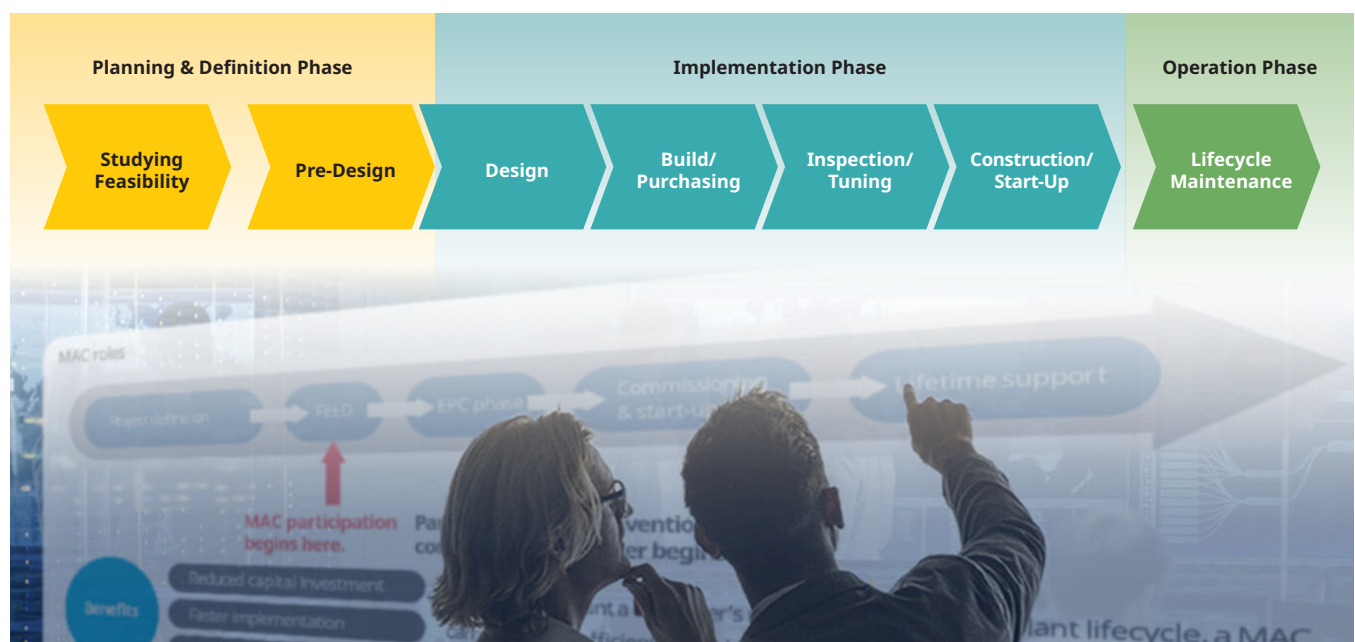 Planning & Definition Phase
Implementation Phase
Operation Phase
Studying
Feasibility
Pre-Design
Design
Build/
Purchasing
Inspection/
Tuning
Construction/
Start-Up
Lifecycle
Maintenance
MAC roles
Project definition
FEED
EPC phase
Commissioning
& start-up
Lifetime support
MAC participation
begins here.
Benefits
Reduced capital Investment
Faster implementation
lant lifecycle, a MAC